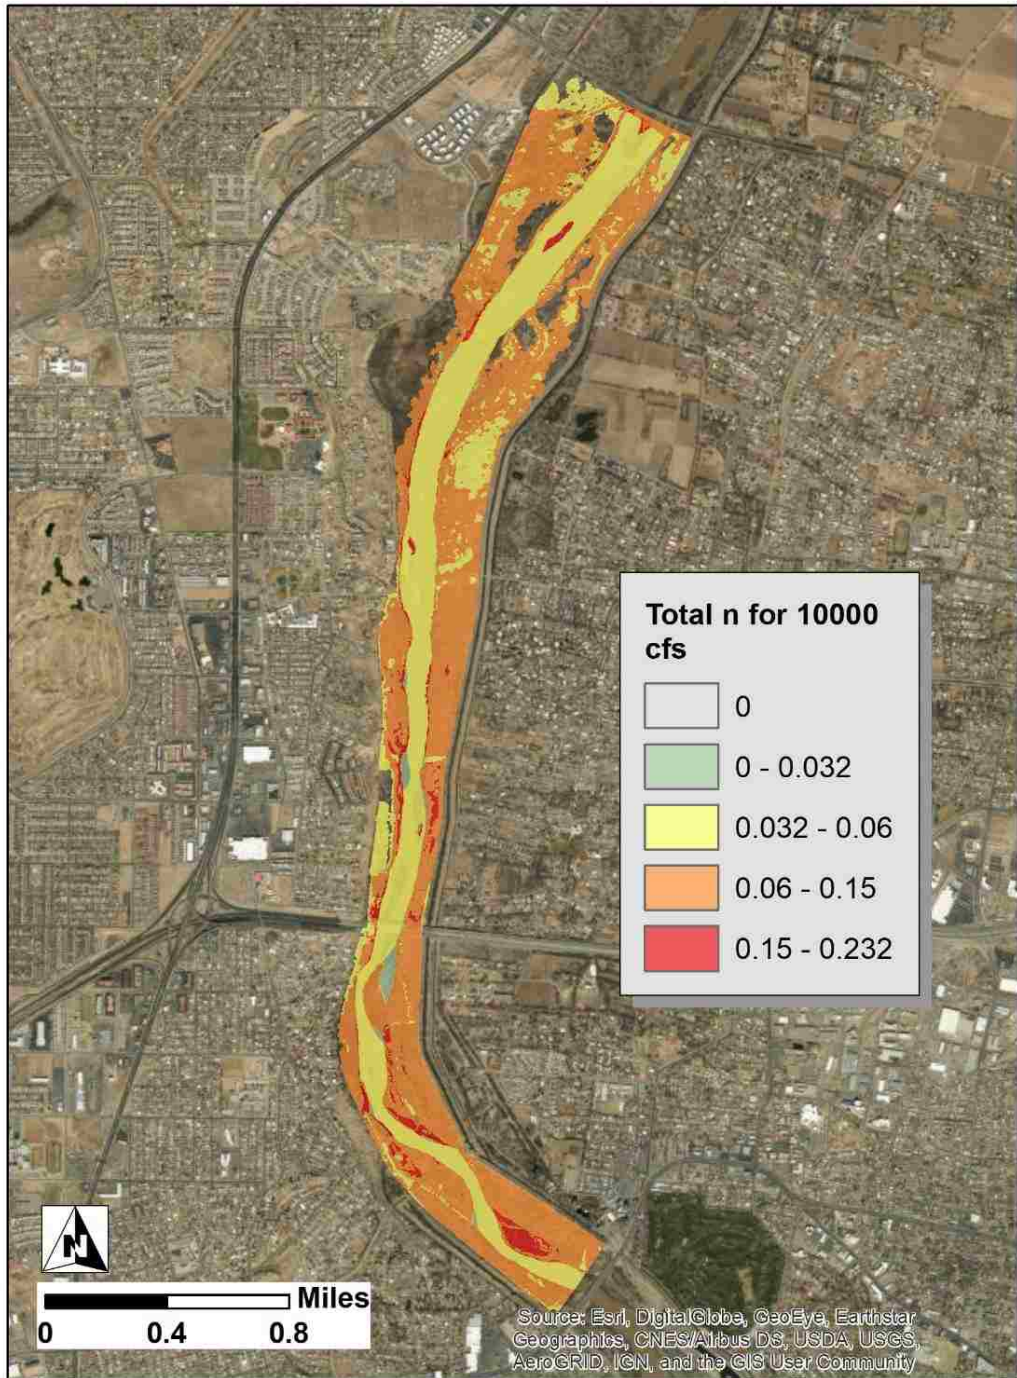 Total n for 10000
cfs
0
0 - 0.032
0.032 - 0.06
0.06 - 0.15
0.15 - 0.232
N
Miles
0 0.4 0.8
Source: Esri, DigitalGlobe, GeoEye, Earthstar
Geographics, CNES/Airbus DS, USDA, USGS,
AeroGRID, IGN, and the GIS User Community